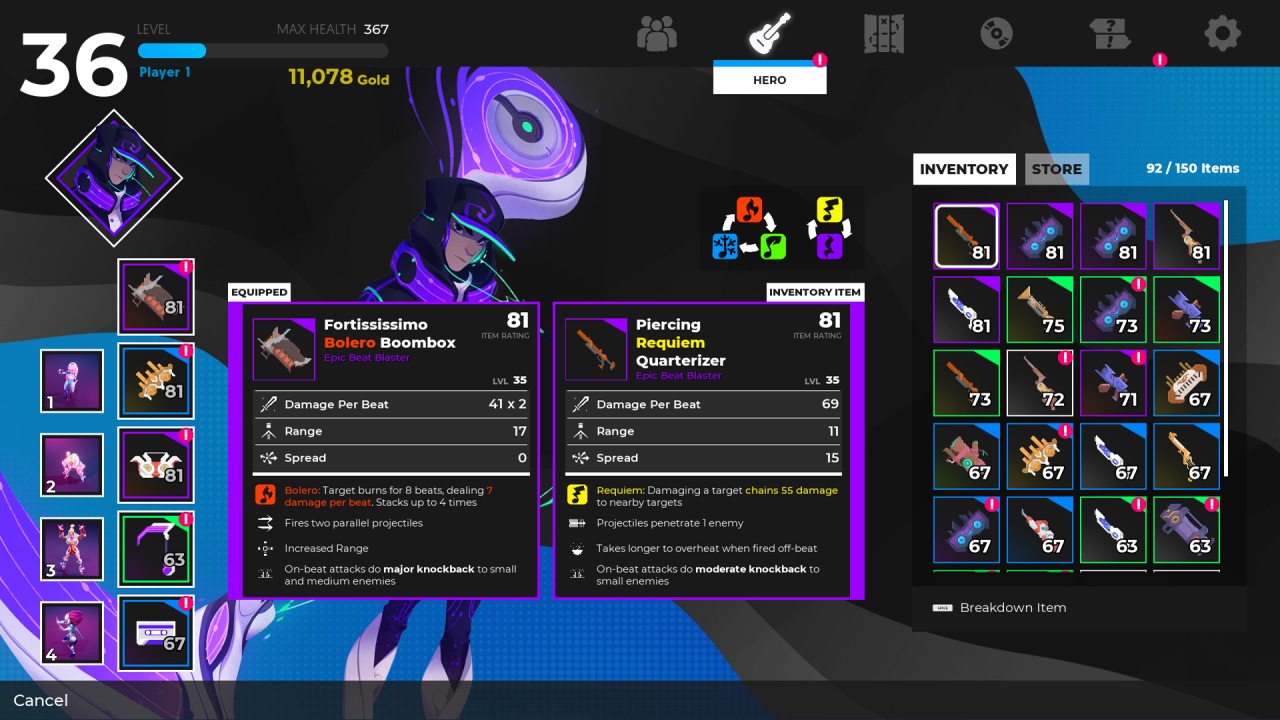 36
LEVEL
MAX HEALTH 367
Player 1
11,078 Gold
HERO
INVENTORY
STORE
92 / 150 Items
81
81
81
63
67
1
2
3
4
EQUIPPED
Fortississimo
Bolero Boombox
Epic Beat Blaster
81
ITEM RATING
LVL 35
Damage Per Beat 41 x 2
Range 17
Spread 0
Bolero: Target burns for 8 beats, dealing 7
damage per beat. Stacks up to 4 times
Fires two parallel projectiles
Increased Range
On-beat attacks do major knockback to small
and medium enemies
INVENTORY ITEM
Piercing
Requiem
Quarterizer
Epic Beat Blaster
81
ITEM RATING
LVL 35
Damage Per Beat 69
Range 11
Spread 15
Requiem: Damaging a target chains 55 damage
to nearby targets
Projectiles penetrate 1 enemy
Takes longer to overheat when fired off-beat
On-beat attacks do moderate knockback to
small enemies
81 81 81 81
81 75 73 73
73 72 71 67
67 67 67 67
67 67 63 63
Breakdown Item
Cancel